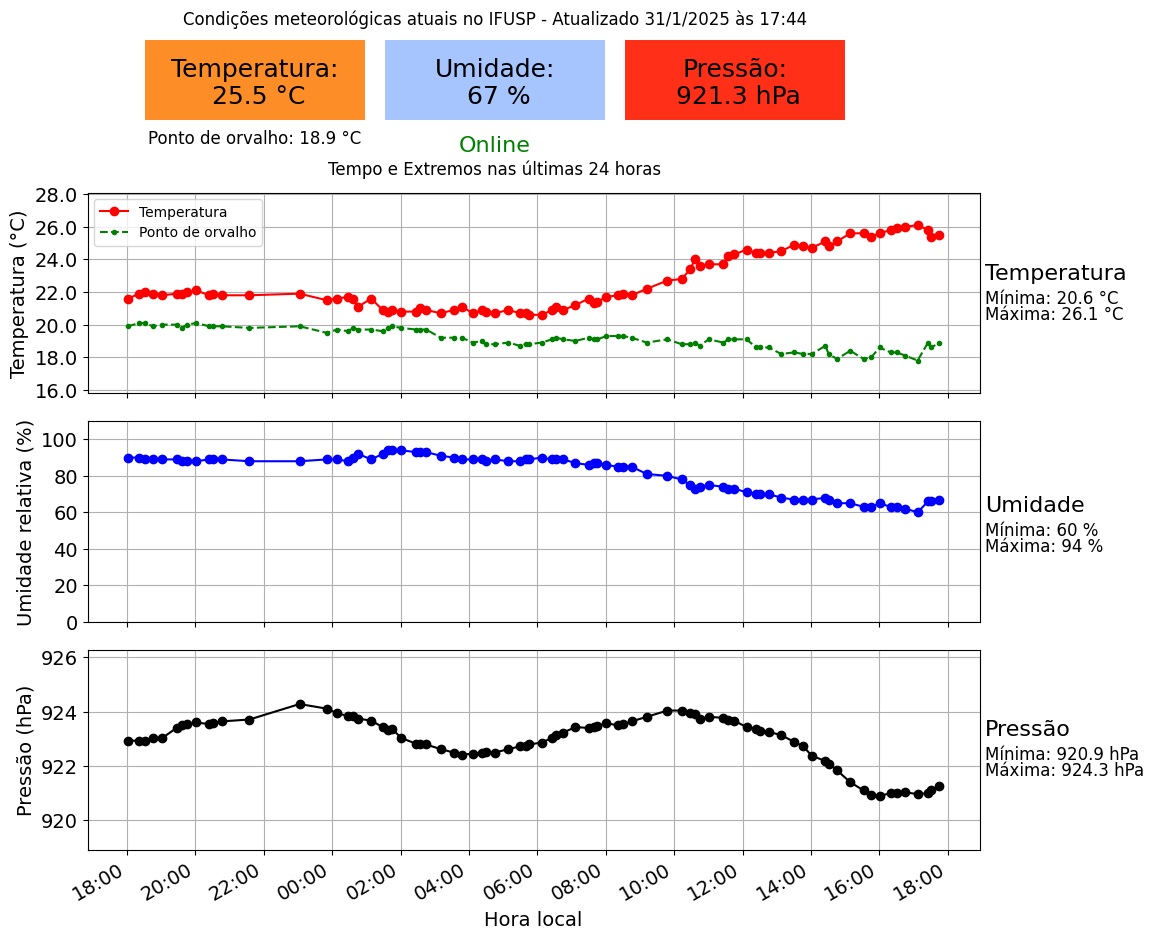 Condições meteorológicas atuais no IFUSP - Atualizado 31/1/2025 às 17:44
Temperatura:
25.5 °C
Umidade:
67 %
Pressão:
921.3 hPa
Ponto de orvalho: 18.9 °C
Online
Tempo e Extremos nas últimas 24 horas
Temperatura (°C)
28.0
26.0
24.0
22.0
20.0
18.0
16.0
Temperatura
Ponto de orvalho
Temperatura
Mínima: 20.6 °C
Máxima: 26.1 °C
Umidade relativa (%)
100
80
60
40
20
0
Umidade
Mínima: 60 %
Máxima: 94 %
Pressão (hPa)
926
924
922
920
Pressão
Mínima: 920.9 hPa
Máxima: 924.3 hPa
18:00 20:00 22:00 00:00 02:00 04:00 06:00 08:00 10:00 12:00 14:00 16:00 18:00
Hora local